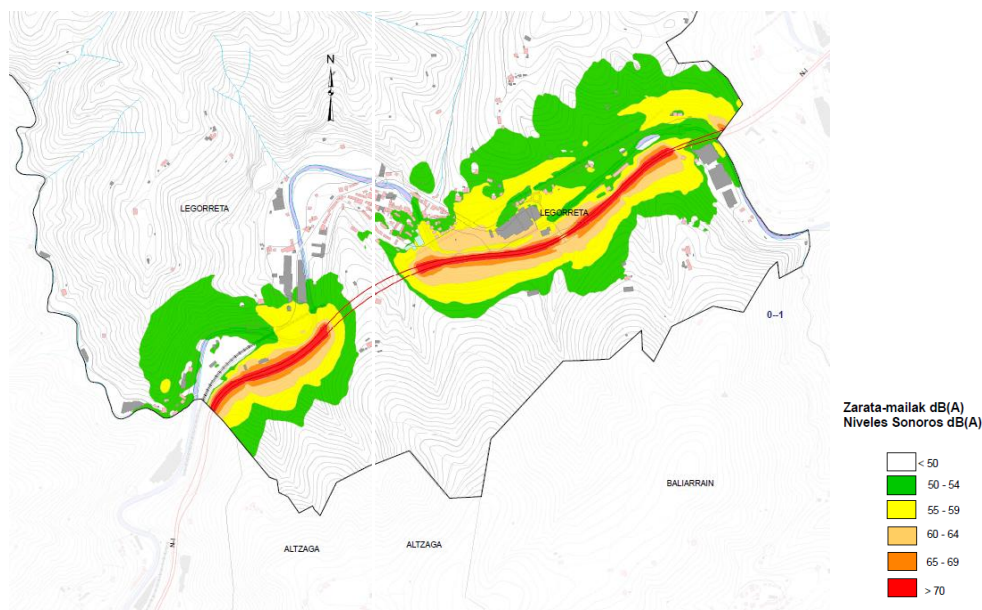 N
N-I
LEGORRETA
LEGORRETA
0--1
Zarata-mailak dB(A)
Niveles Sonoros dB(A)
< 50
50 - 54
55 - 59
60 - 64
65 - 69
> 70
BALIARRAIN
N-I
ALTZAGA
ALTZAGA